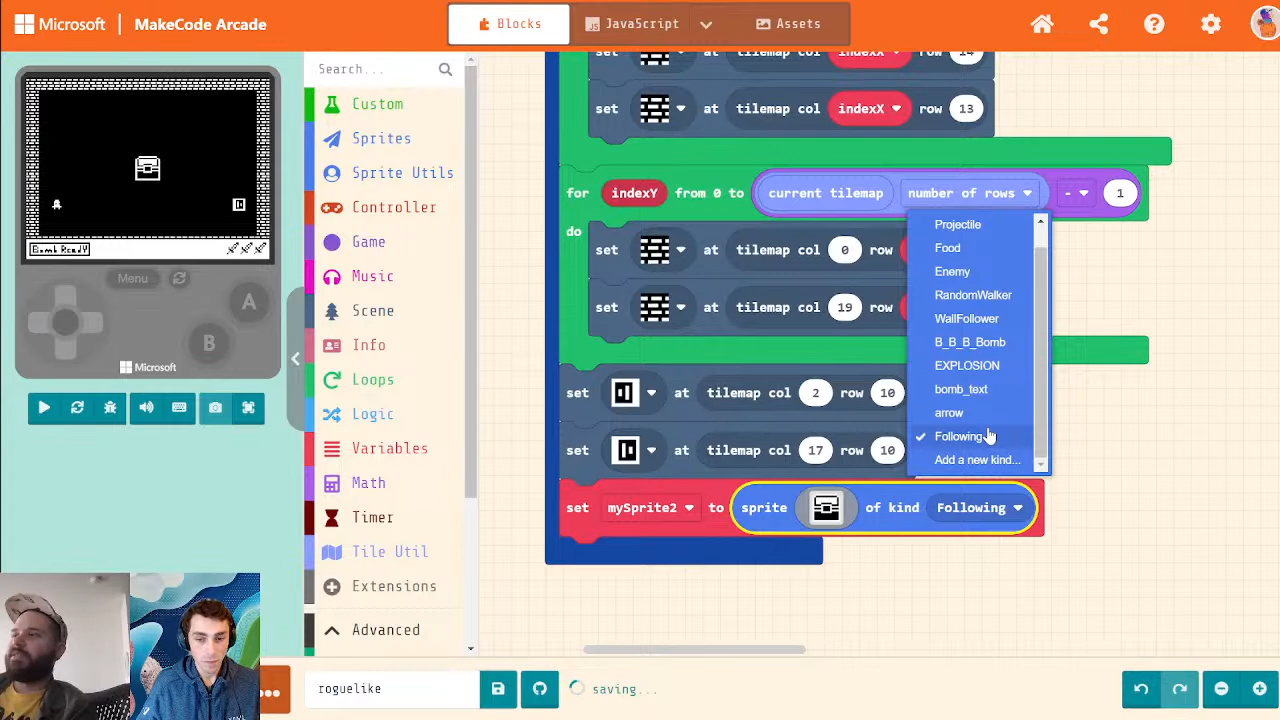 Microsoft MakeCode Arcade Blocks JavaScript Assets
Bomb ReadY
Menu
A
B
Microsoft
Search...
Custom
Sprites
Sprite Utils
Controller
Game
Music
Scene
Info
Loops
Logic
Variables
Math
Timer
Tile Util
Extensions
Advanced
set at tilemap col indexX row 14
set at tilemap col indexX row 13
for indexY from 0 to current tilemap number of rows - 1
do
set at tilemap col 0 row
set at tilemap col 19 row
set at tilemap col 2 row 10
set at tilemap col 17 row 10
set mySprite2 to sprite of kind Following
Projectile
Food
Enemy
RandomWalker
WallFollower
B_B_B_Bomb
EXPLOSION
bomb_text
arrow
Following
Add a new kind...
roguelike saving...